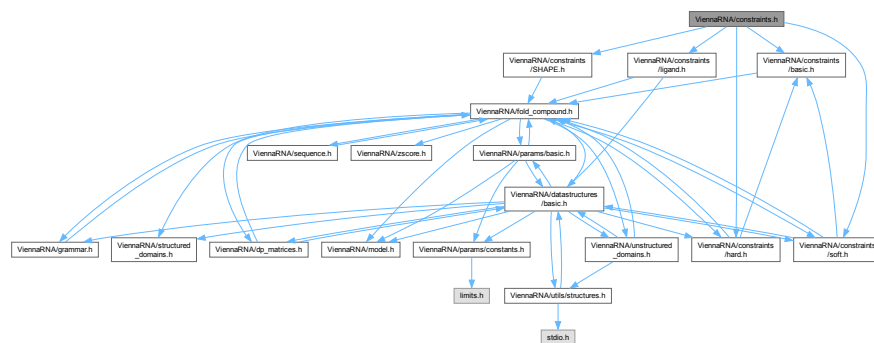 ViennaRNA/constraints.h
ViennaRNA/constraints
/SHAPE.h
ViennaRNA/constraints
/ligand.h
ViennaRNA/constraints
/basic.h
ViennaRNA/fold_compound.h
ViennaRNA/sequence.h
ViennaRNA/zscore.h
ViennaRNA/params/basic.h
ViennaRNA/datastructures
/basic.h
ViennaRNA/grammar.h
ViennaRNA/structured
_domains.h
ViennaRNA/dp_matrices.h
ViennaRNA/model.h
ViennaRNA/params/constants.h
ViennaRNA/unstructured
_domains.h
ViennaRNA/constraints
/hard.h
ViennaRNA/constraints
/soft.h
limits.h
ViennaRNA/utils/structures.h
stdio.h